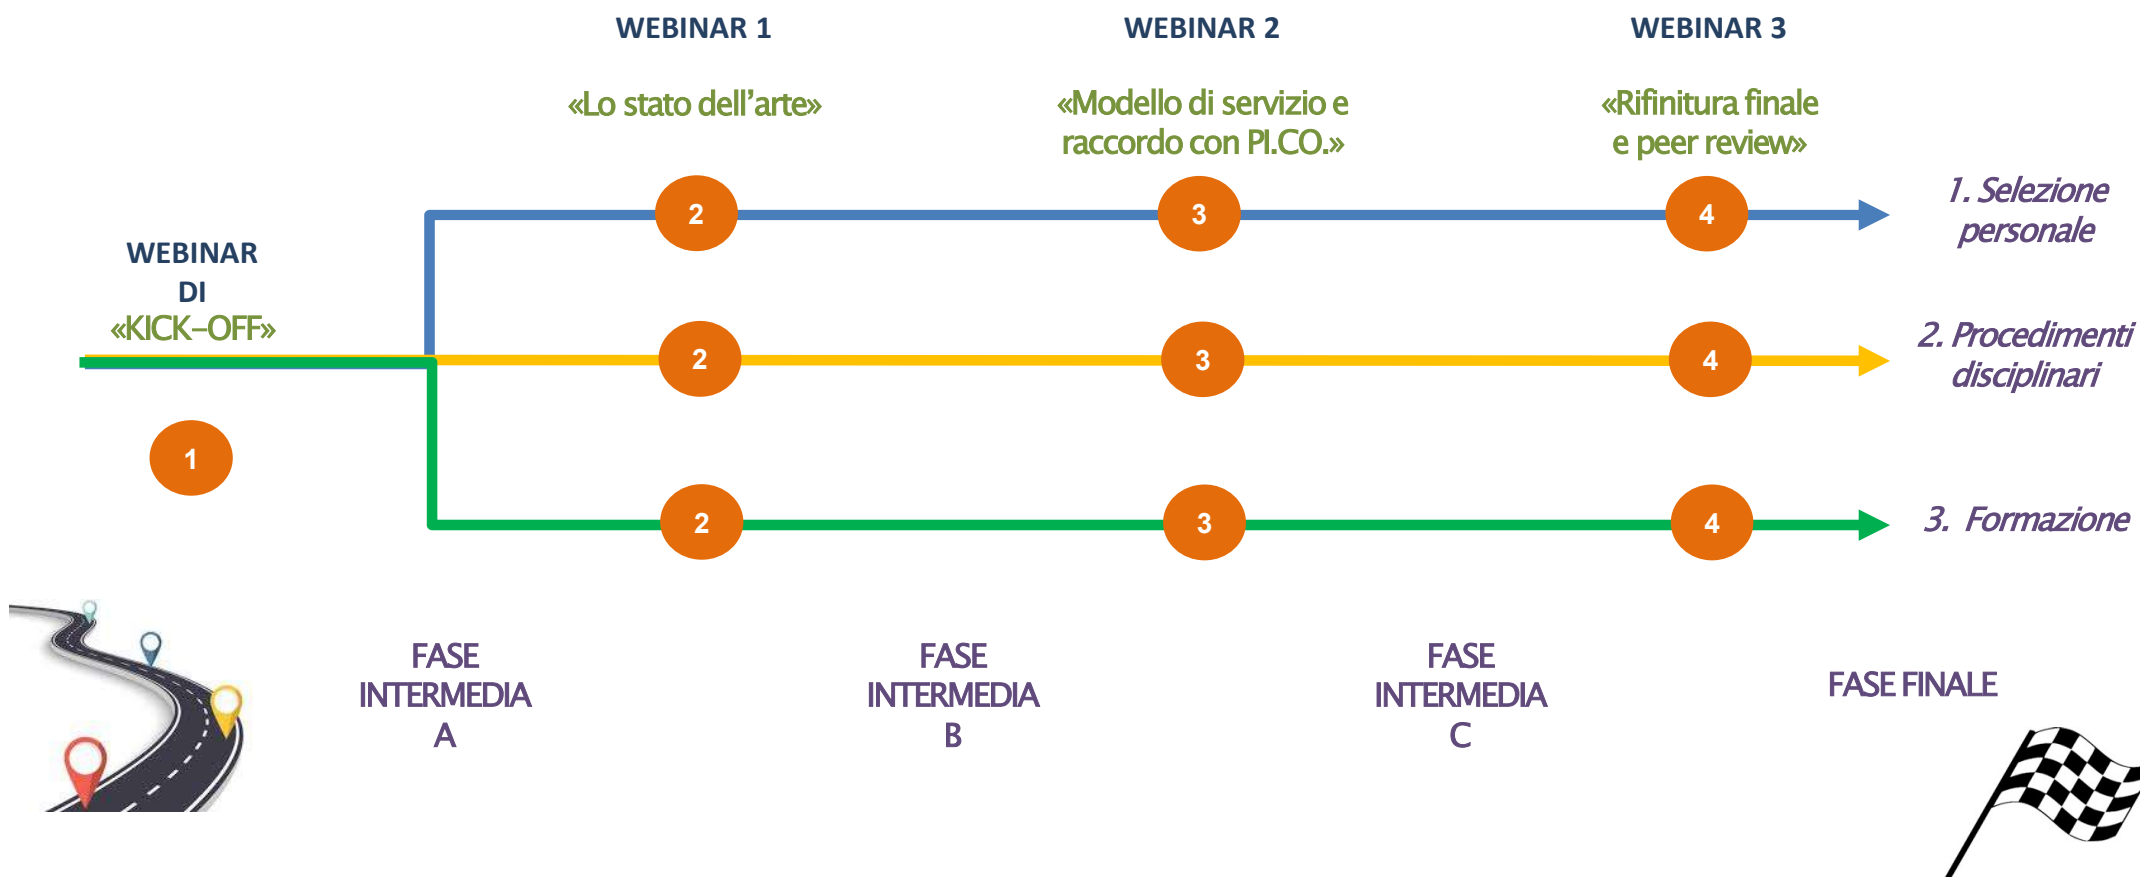 WEBINAR 1
«Lo stato dell’arte»
WEBINAR 2
«Modello di servizio e
raccordo con PI.CO.»
WEBINAR 3
«Rifinitura finale
e peer review»
WEBINAR
DI
«KICK–OFF»
1
2
3
4
1. Selezione
personale
2
3
4
2. Procedimenti
disciplinari
2
3
4
3. Formazione
FASE
INTERMEDIA
A
FASE
INTERMEDIA
B
FASE
INTERMEDIA
C
FASE FINALE